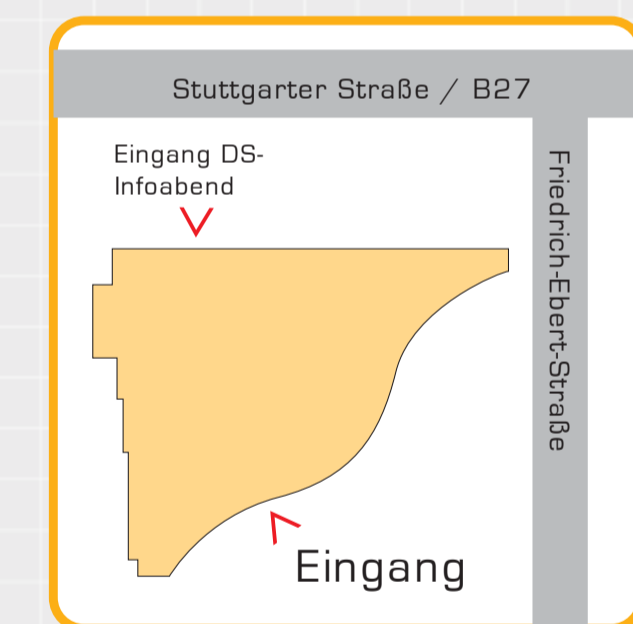 Stuttgarter Straße / B27
Eingang DS-
Infoabend
Friedrich-Ebert-Straße
Eingang